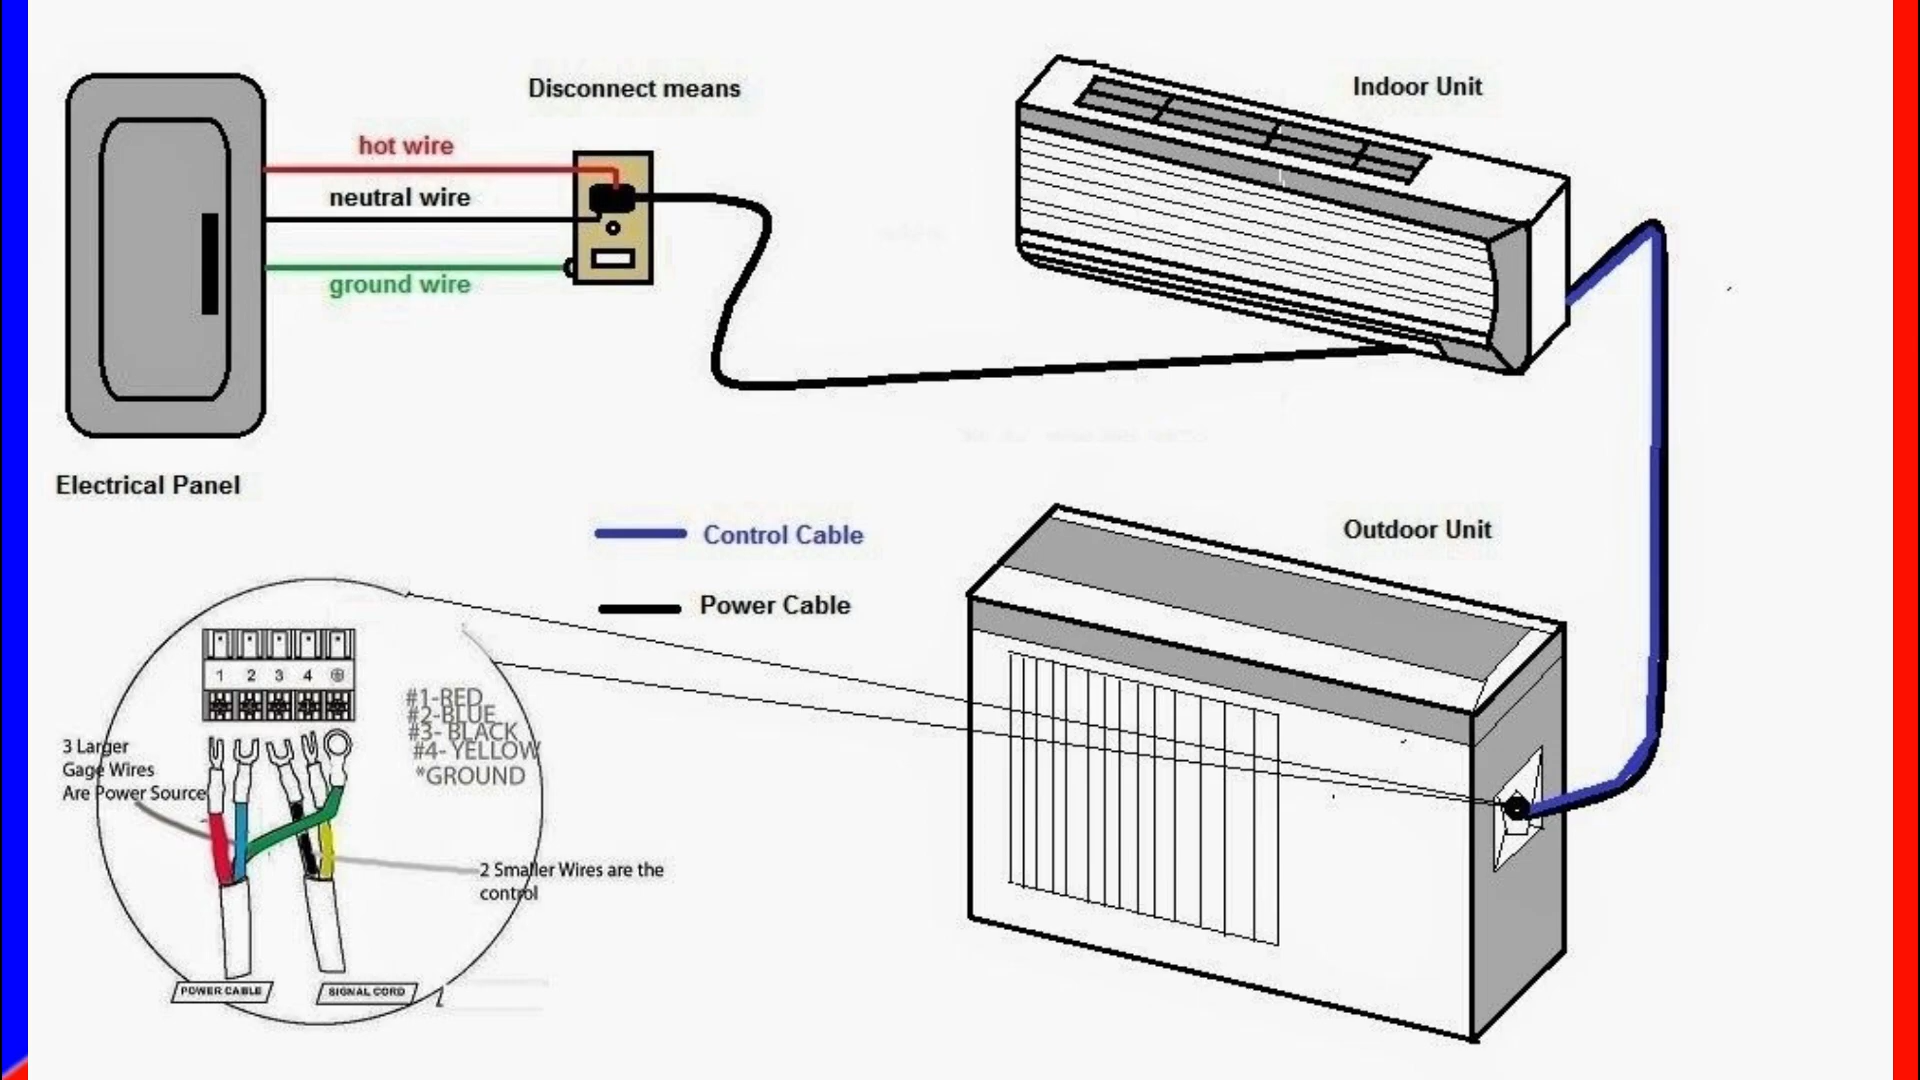 Disconnect means
Indoor Unit
hot wire
neutral wire
ground wire
Electrical Panel
Control Cable
Outdoor Unit
Power Cable
1 2 3 4
#1-RED
#2-BLUE
#3- BLACK
#4- YELLOW
*GROUND
3 Larger
Gage Wires
Are Power Source
2 Smaller Wires are the
control
POWER CABLE
SIGNAL CORD